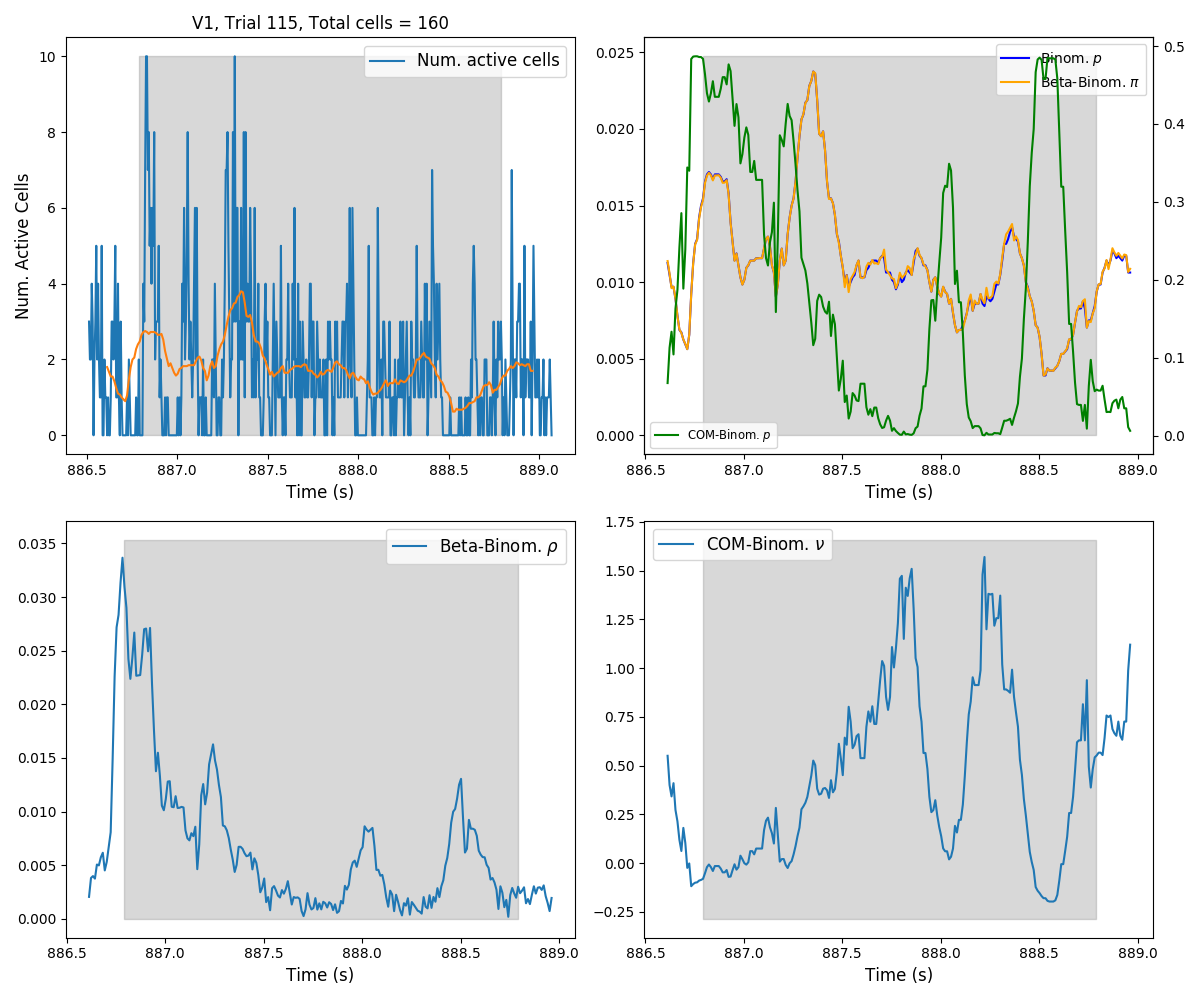 V1, Trial 115, Total cells = 160
Num. active cells
Num. Active Cells
10
8
6
4
2
0
886.5 887.0 887.5 888.0 888.5 889.0
Time (s)
Binom. p
Beta-Binom. π
COM-Binom. p
0.025
0.020
0.015
0.010
0.005
0.000
0.5
0.4
0.3
0.2
0.1
0.0
886.5 887.0 887.5 888.0 888.5 889.0
Time (s)
Beta-Binom. ρ
0.035
0.030
0.025
0.020
0.015
0.010
0.005
0.000
886.5 887.0 887.5 888.0 888.5 889.0
Time (s)
COM-Binom. ν
1.75
1.50
1.25
1.00
0.75
0.50
0.25
0.00
−0.25
886.5 887.0 887.5 888.0 888.5 889.0
Time (s)